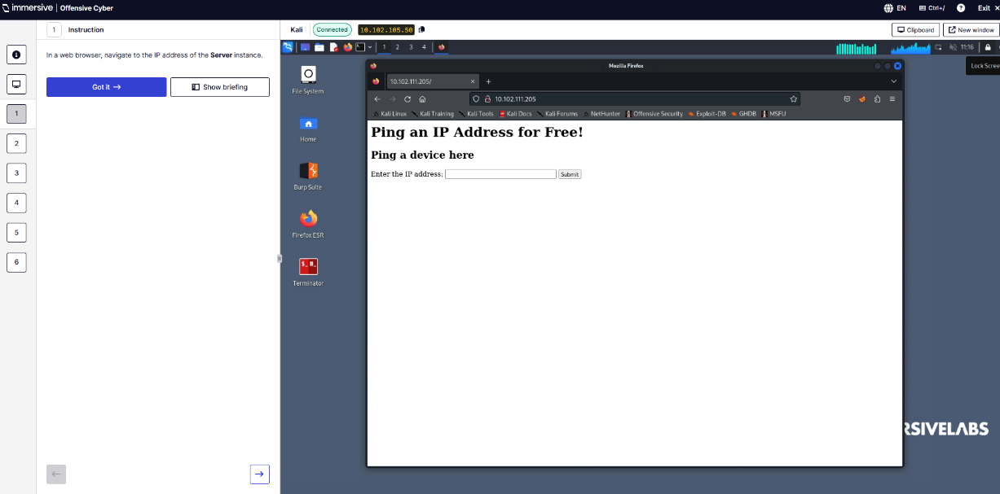 immersive | Offensive Cyber
EN
Ctrl+/
?
Exit ×
1
Instruction
In a web browser, navigate to the IP address of the Server instance.
Got it →
Show briefing
1
2
3
4
5
6
Kali
Connected
10.102.105.50
Clipboard
New window
1
2
3
4
11:16
Lock Scree
File System
Home
Burp Suite
Firefox ESR
Terminator
Mozilla Firefox
10.102.111.205/
10.102.111.205
Kali Linux
Kali Training
Kali Tools
Kali Docs
Kali Forums
NetHunter
Offensive Security
Exploit-DB
GHDB
MSFU
Ping an IP Address for Free!
Ping a device here
Enter the IP address:
Submit
RSIVELABS